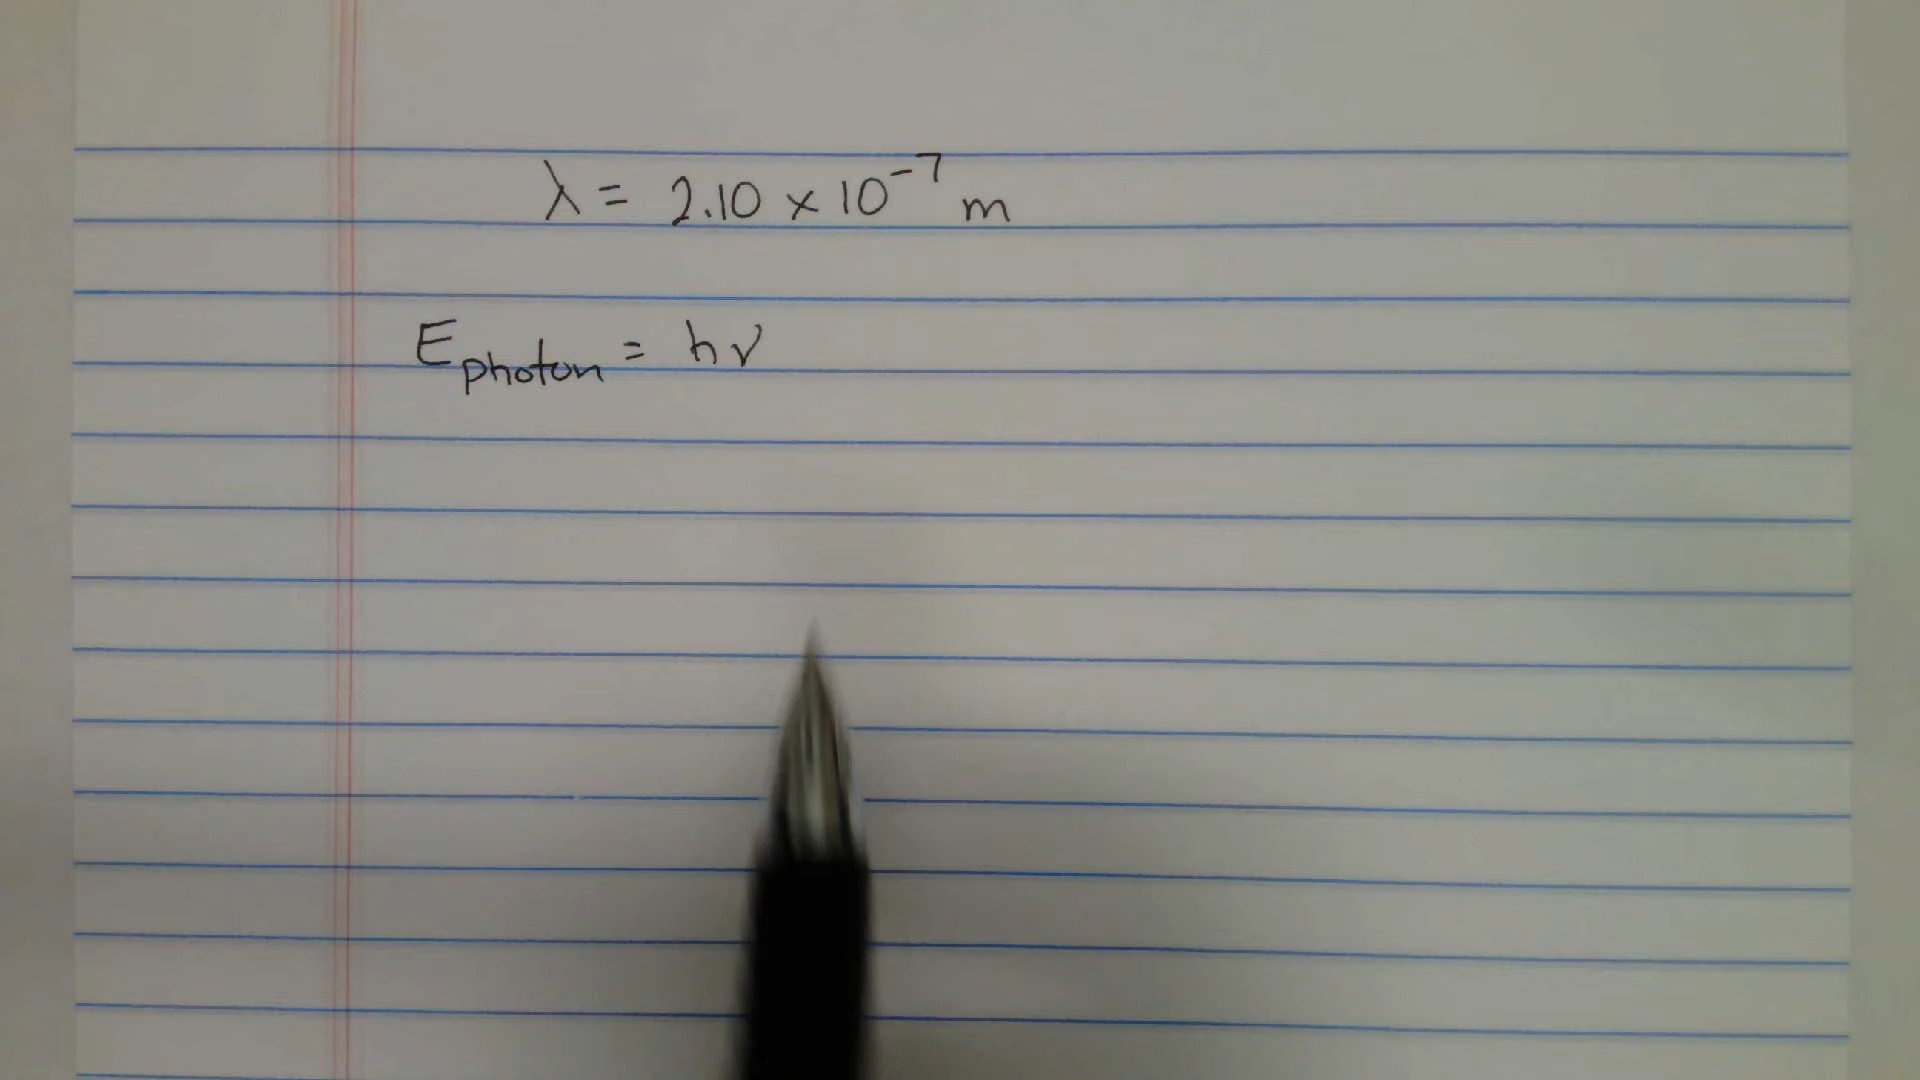 λ = 2.10 × 10⁻⁷ m
E_photon = hν